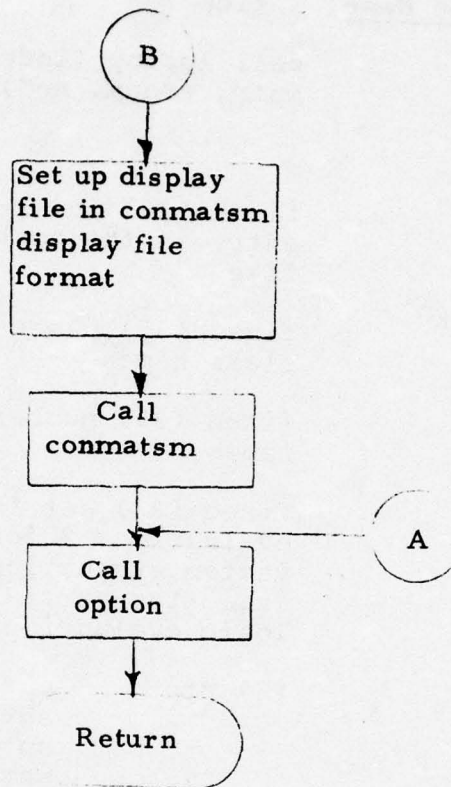 B
Set up display
file in conmatsm
display file
format
Call
conmatsm
A
Call
option
Return